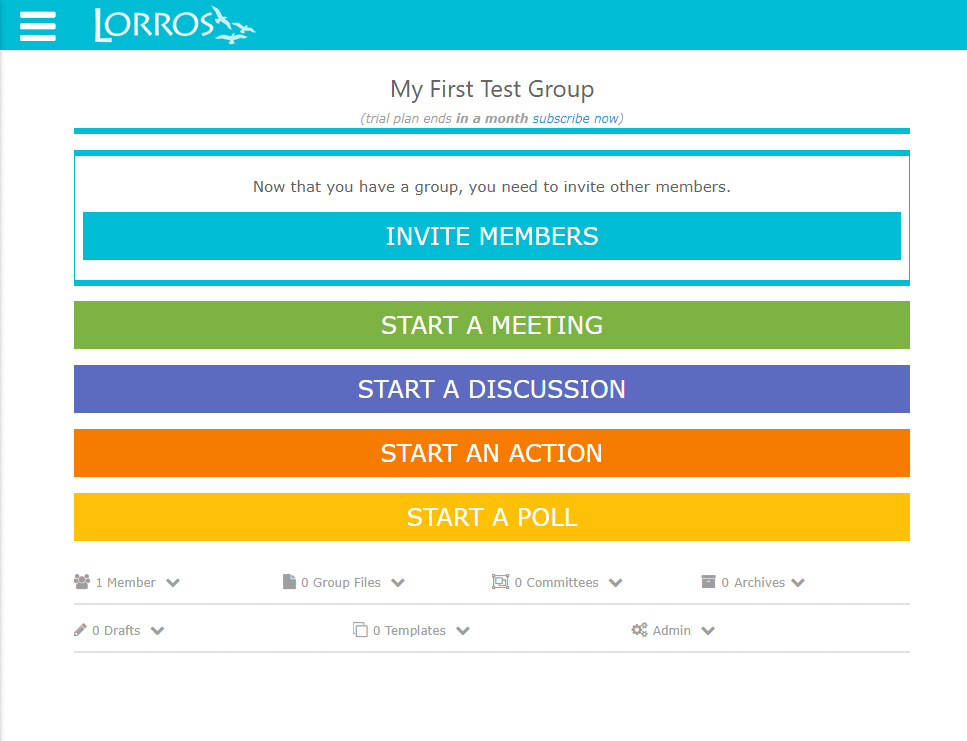 LORROS
My First Test Group
(trial plan ends in a month subscribe now)
Now that you have a group, you need to invite other members.
INVITE MEMBERS
START A MEETING
START A DISCUSSION
START AN ACTION
START A POLL
1 Member 0 Group Files 0 Committees 0 Archives
0 Drafts 0 Templates Admin